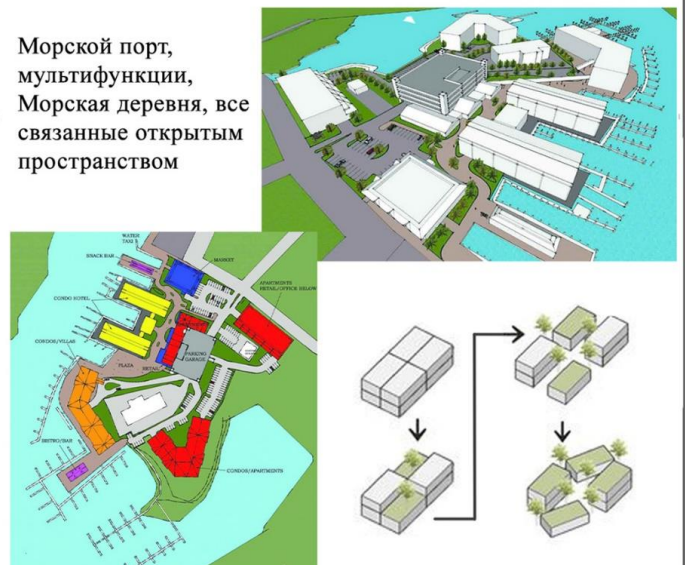 Морской порт,
мультифункции,
Морская деревня, все
связанные открытым
пространством
WATER
TAXI
SNACK BAR
MARKET
CONDO HOTEL
APARTMENTS
RETAIL/OFFICE BELOW
CONDOS/VILLAS
PARKING
GARAGE
PLAZA
RETAIL
BISTRO/BAR
CONDOS/APARTMENTS